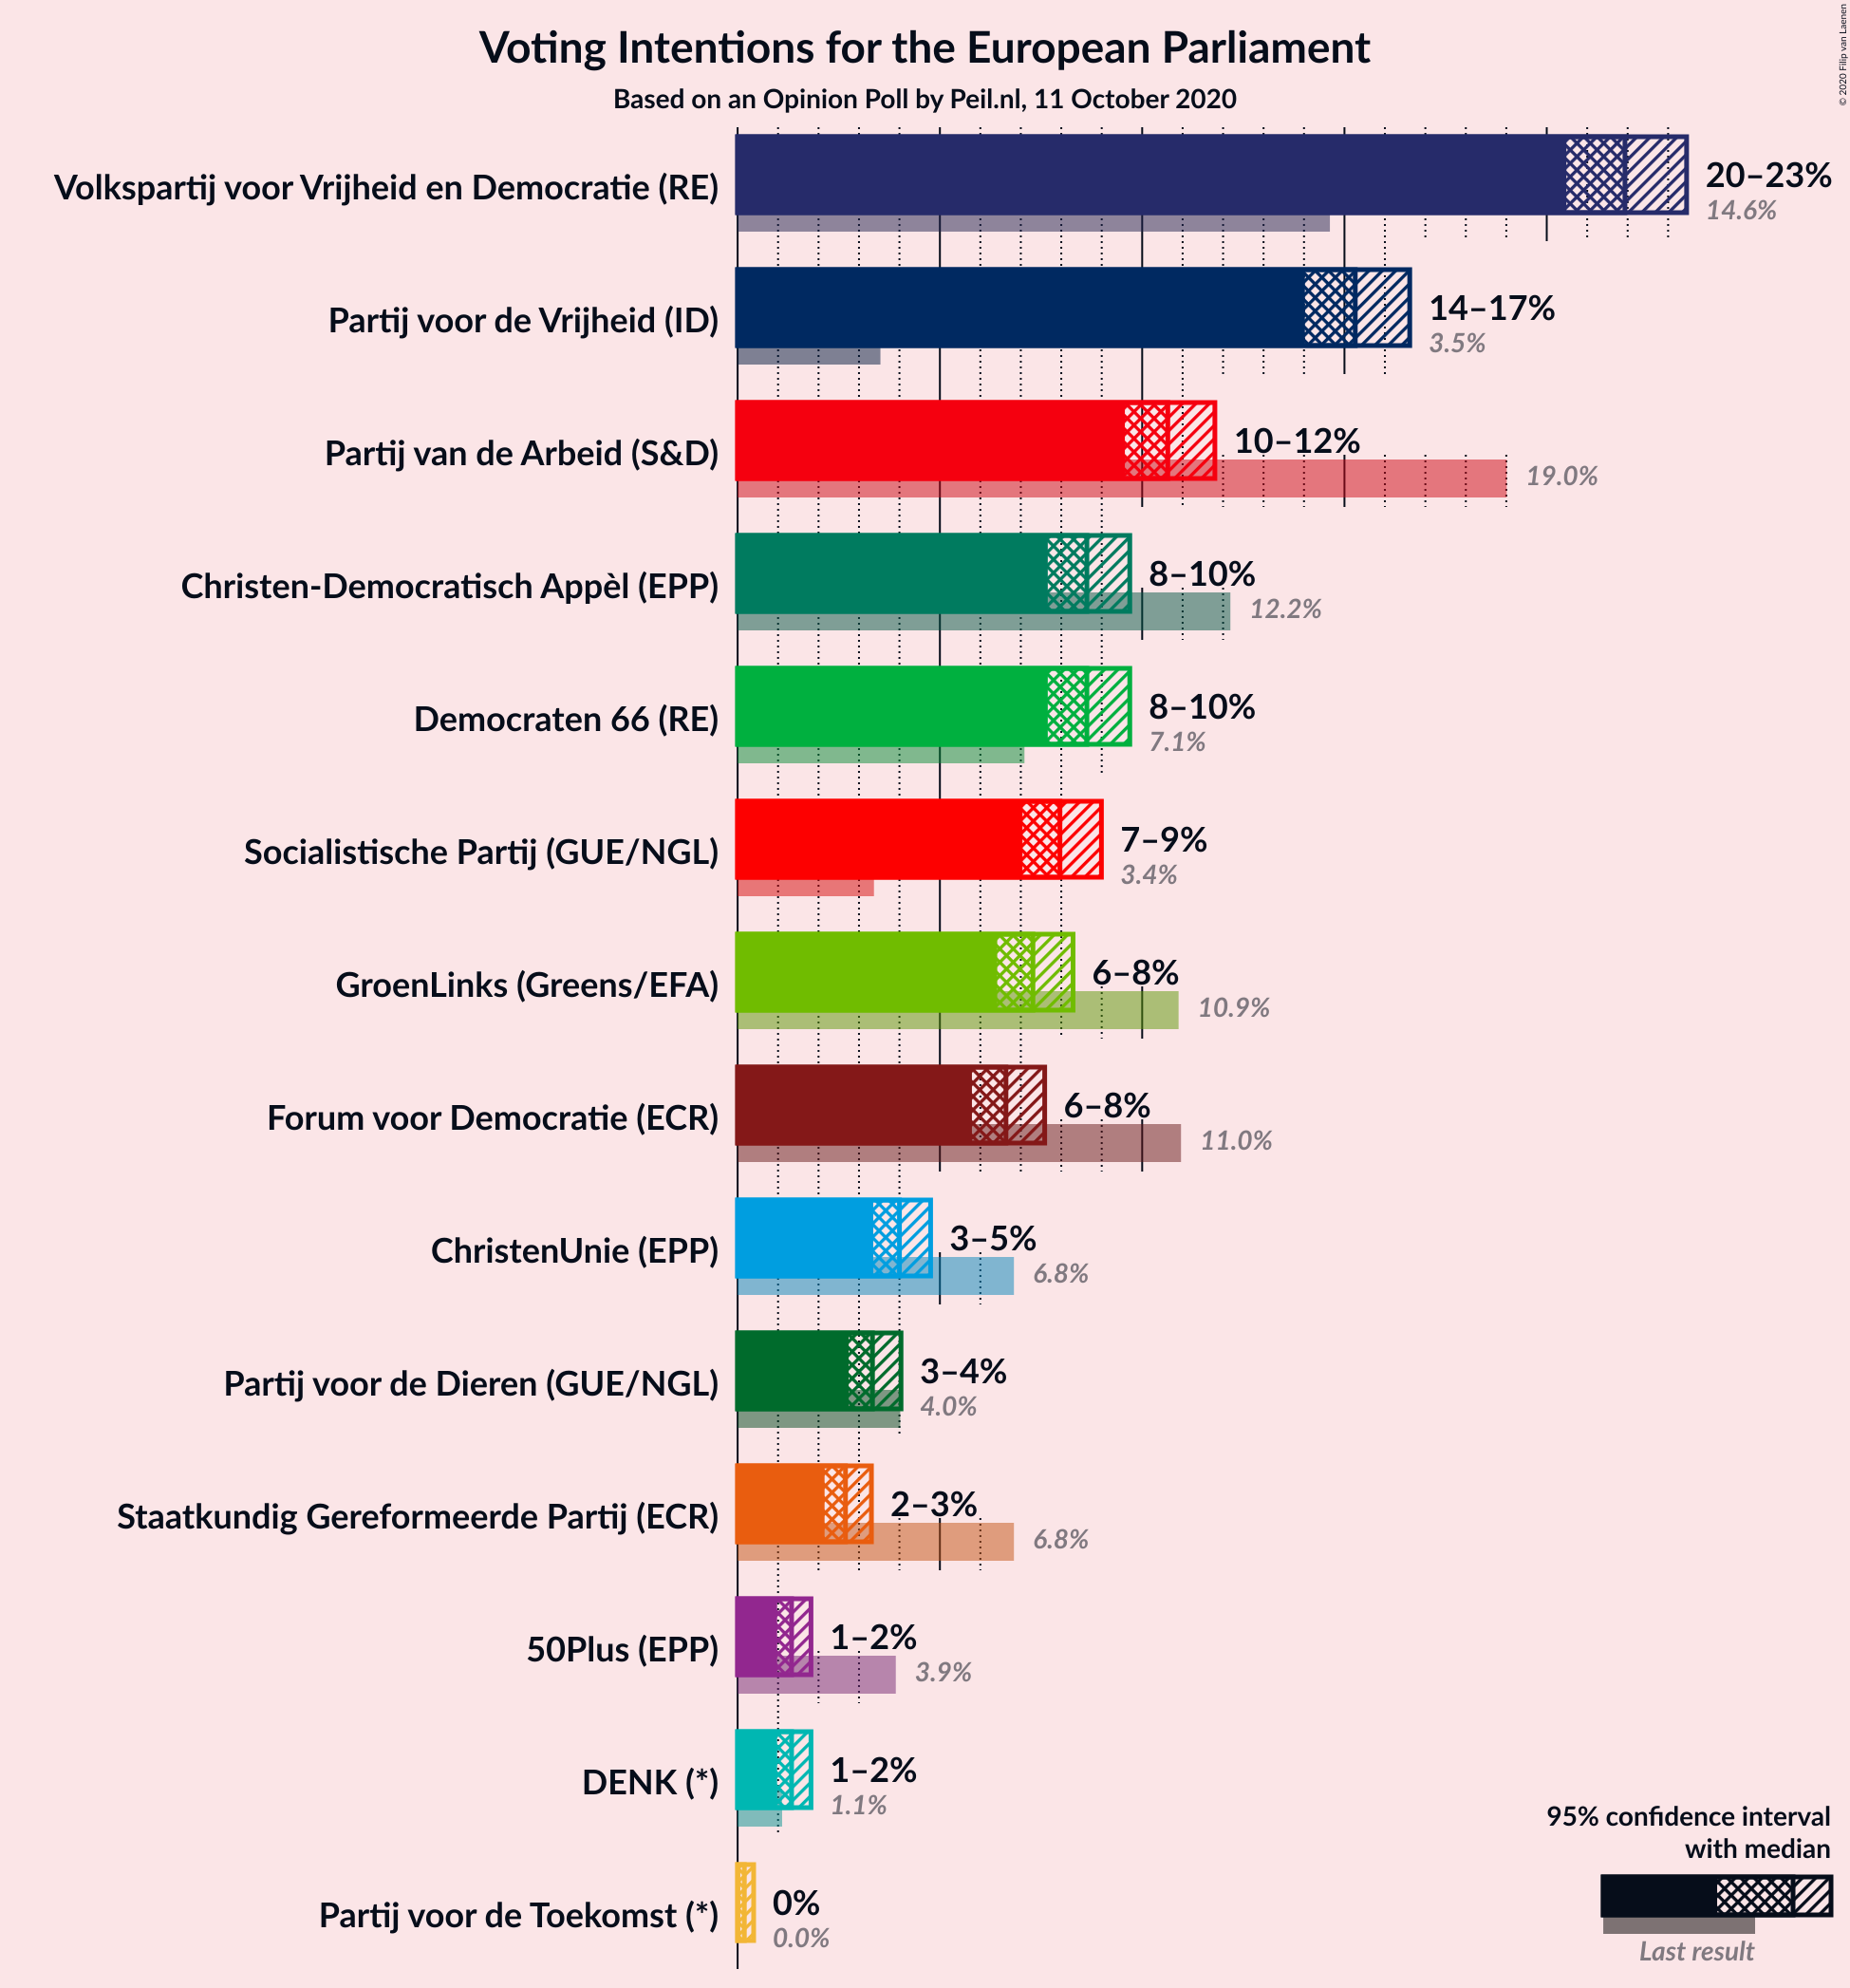 © 2020 Filip van Laenen
Voting Intentions for the European Parliament
Based on an Opinion Poll by Peil.nl, 11 October 2020
Volkspartij voor Vrijheid en Democratie (RE)
20–23%
14.6%
Partij voor de Vrijheid (ID)
14–17%
3.5%
Partij van de Arbeid (S&D)
10–12%
19.0%
Christen-Democratisch Appèl (EPP)
8–10%
12.2%
Democraten 66 (RE)
8–10%
7.1%
Socialistische Partij (GUE/NGL)
7–9%
3.4%
GroenLinks (Greens/EFA)
6–8%
10.9%
Forum voor Democratie (ECR)
6–8%
11.0%
ChristenUnie (EPP)
3–5%
6.8%
Partij voor de Dieren (GUE/NGL)
3–4%
4.0%
Staatkundig Gereformeerde Partij (ECR)
2–3%
6.8%
50Plus (EPP)
1–2%
3.9%
DENK (*)
1–2%
1.1%
Partij voor de Toekomst (*)
0%
0.0%
95% confidence interval
with median
Last result